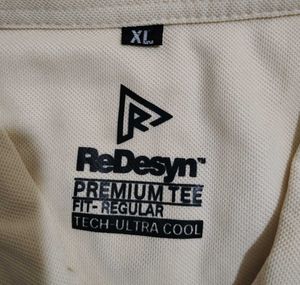 XL
ReDesyn™
PREMIUM TEE
FIT- REGULAR
TECH-ULTRA COOL